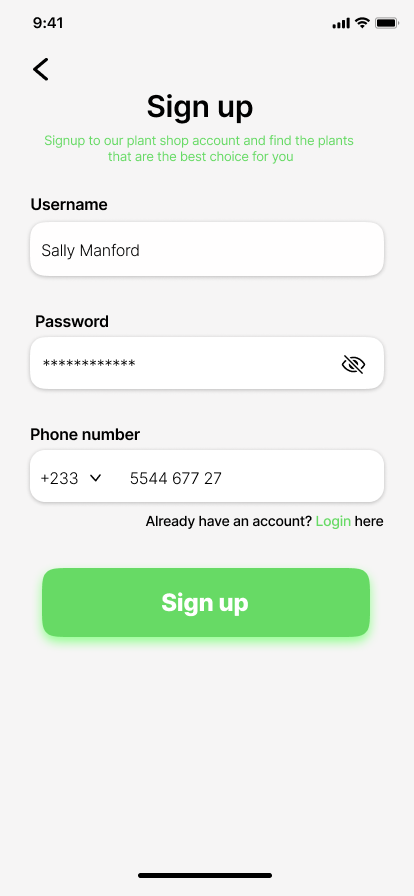 9:41
Sign up
Signup to our plant shop account and find the plants
that are the best choice for you
Username
Sally Manford
Password
************
Phone number
+233 5544 677 27
Already have an account? Login here
Sign up